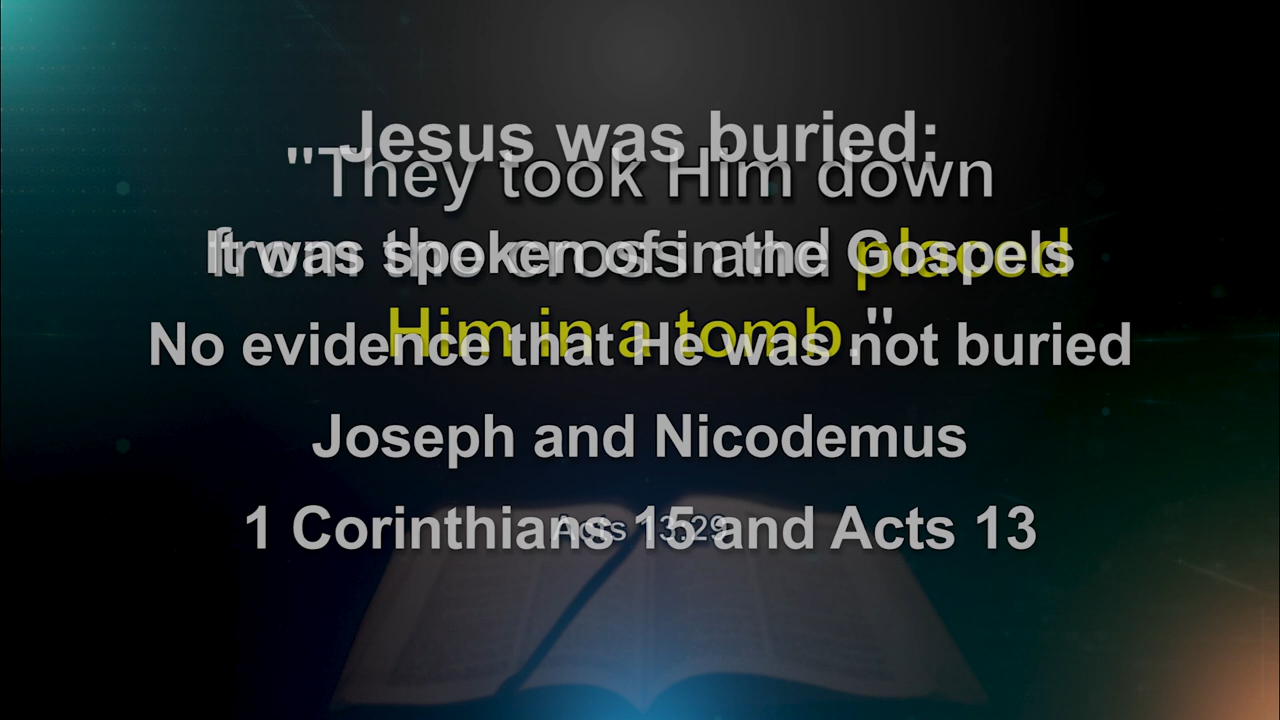 Jesus was buried:
"They took Him down
It was spoken of in the Gospels
from the cross and placed
Him in a tomb."
No evidence that He was not buried
Joseph and Nicodemus
1 Corinthians 15 and Acts 13
Acts 13:29